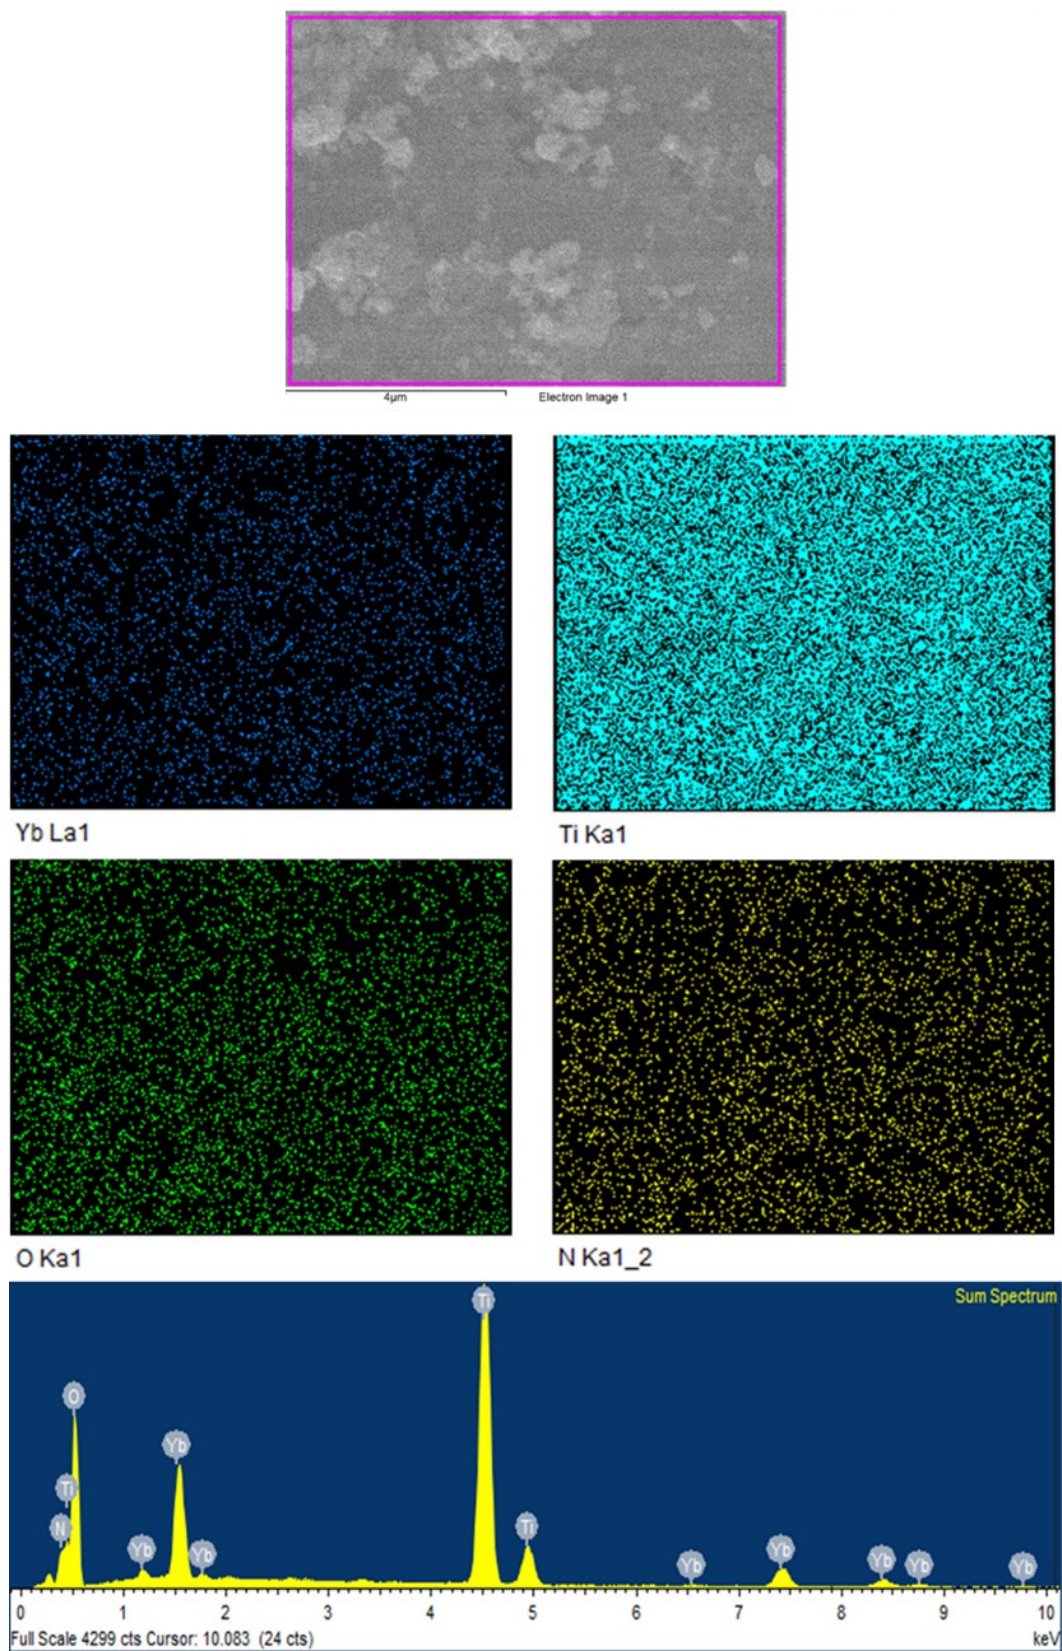 4µm Electron Image 1
Yb La1 Ti Ka1
O Ka1 N Ka1_2
Sum Spectrum
Ti
O
Yb
Ti
N Ti
Yb Yb Yb Yb Yb Yb Yb
0 1 2 3 4 5 6 7 8 9 10
Full Scale 4299 cts Cursor: 10.083 (24 cts) keV